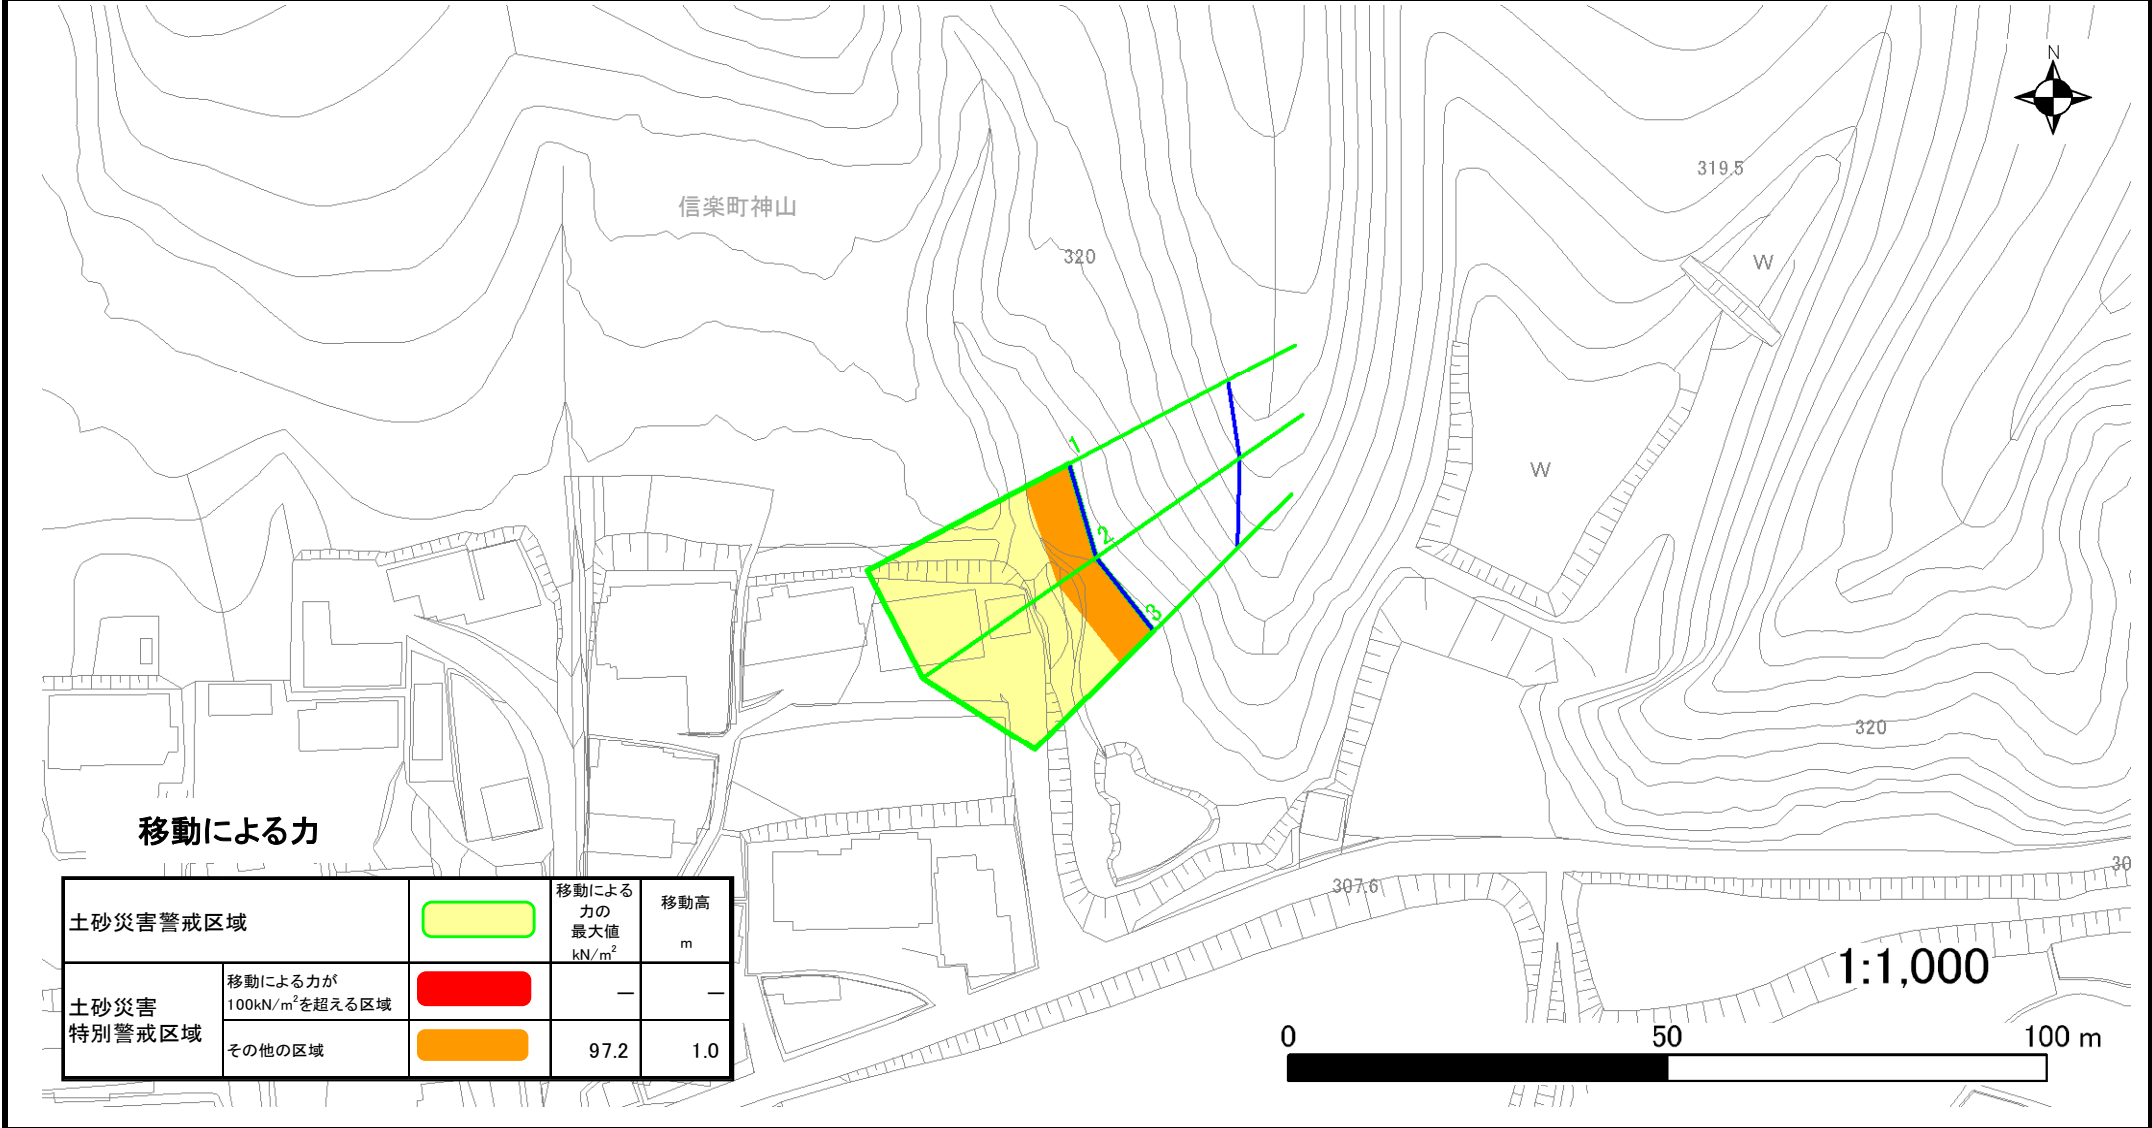 N
319.5
信楽町神山
320
W
W
1
2
3
320
移動による力
30
307.6
土砂災害警戒区域
移動による
力の
最大値
kN/m²
移動高
m
土砂災害
特別警戒区域
移動による力が
100kN/m²を超える区域
—
—
その他の区域
97.2
1.0
1:1,000
0
50
100 m